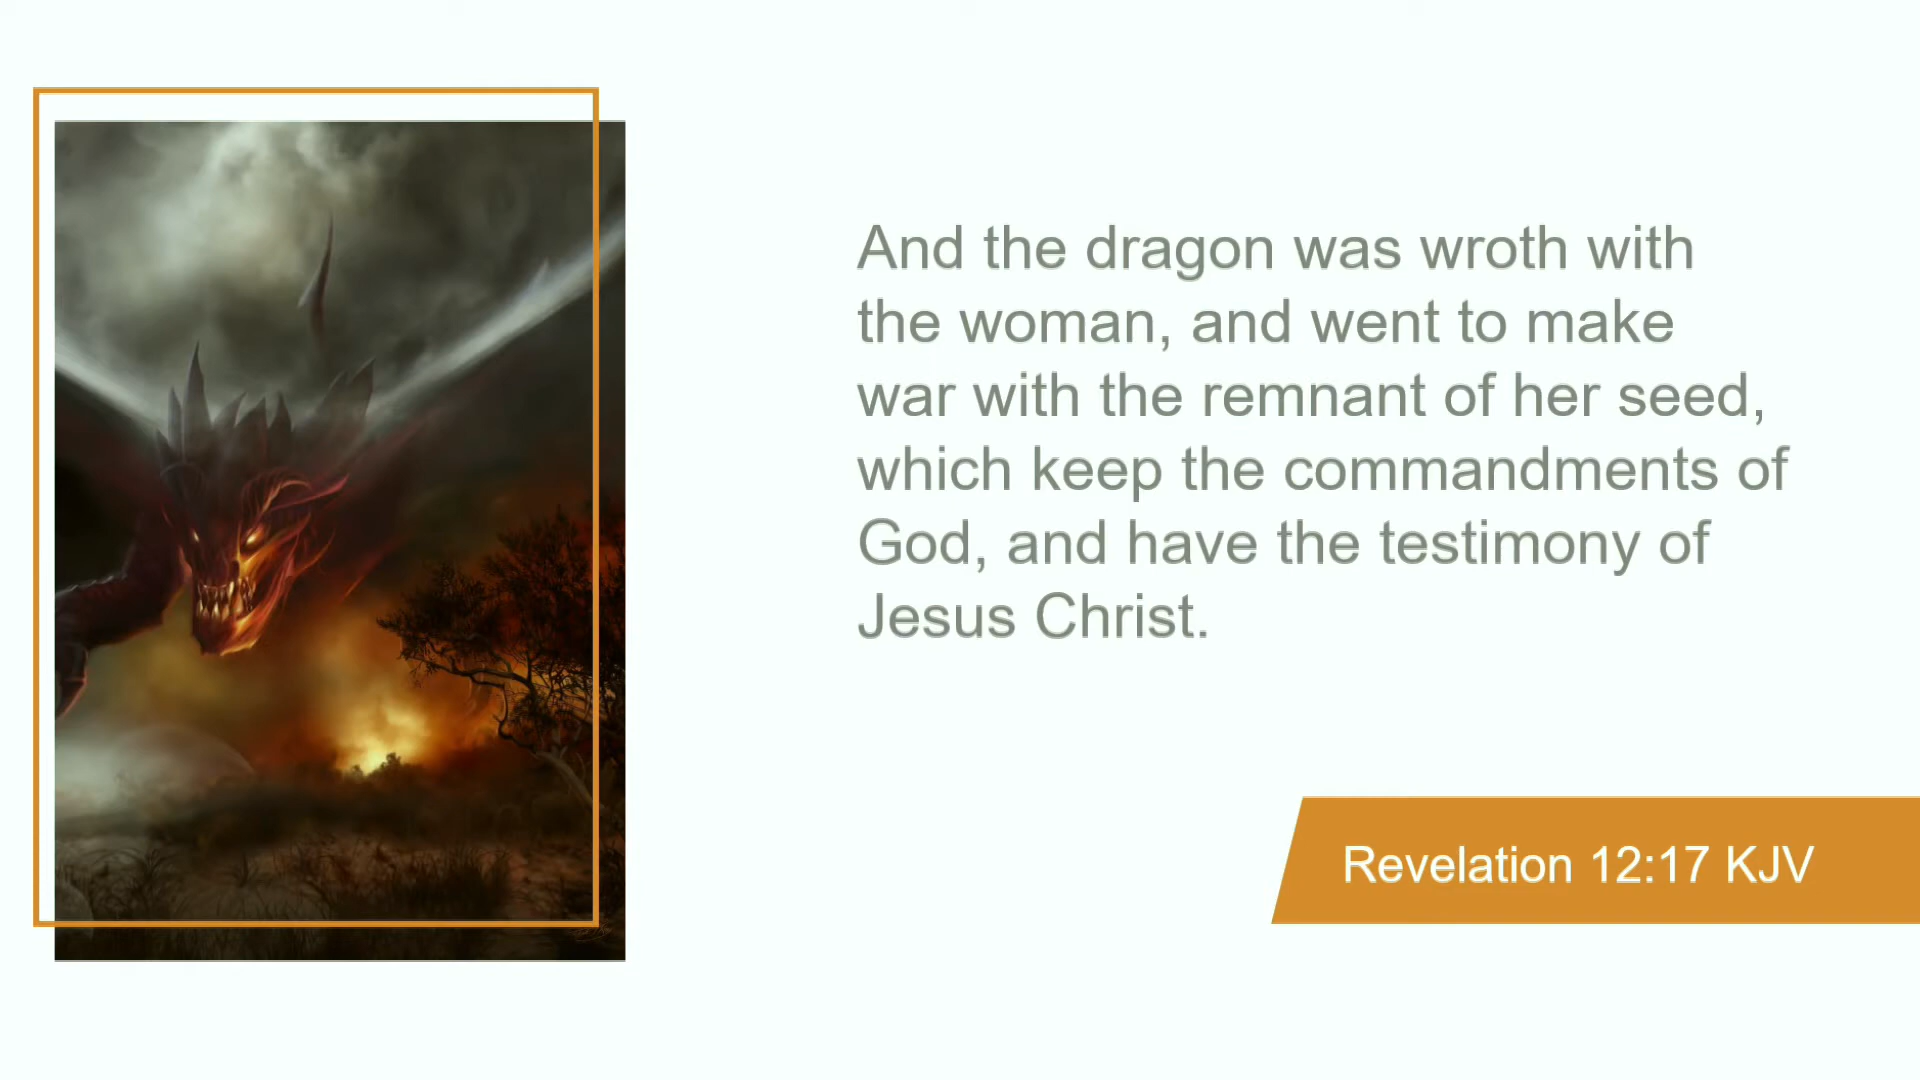 And the dragon was wroth with
the woman, and went to make
war with the remnant of her seed,
which keep the commandments of
God, and have the testimony of
Jesus Christ.
Revelation 12:17 KJV